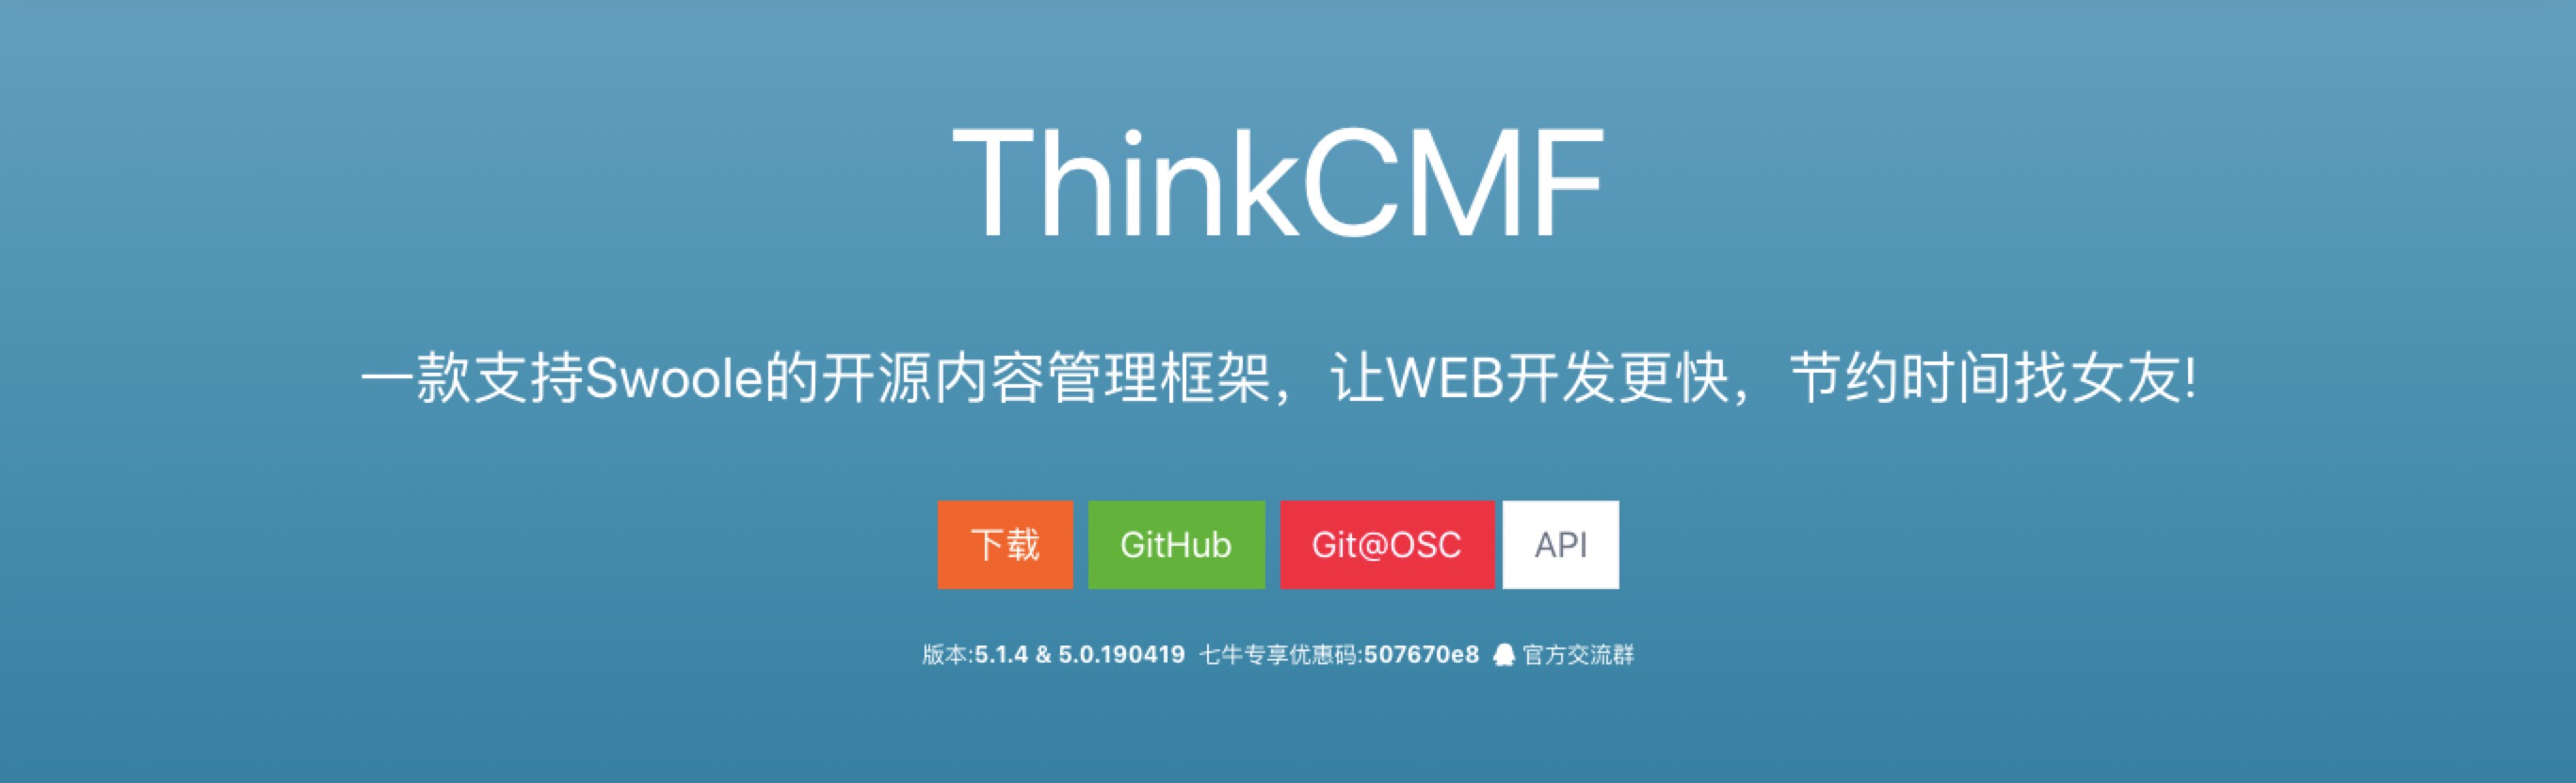 ThinkCMF
一款支持Swoole的开源内容管理框架，让WEB开发更快，节约时间找女友!
下载 GitHub Git@OSC API
版本:5.1.4 & 5.0.190419 七牛专享优惠码:507670e8 官方交流群